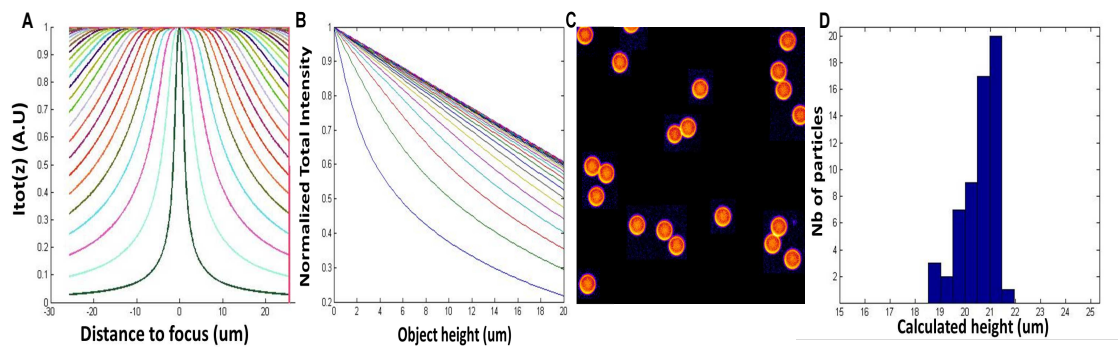 A
Itot(z) (A.U)
1
0.9
0.8
0.7
0.6
0.5
0.4
0.3
0.2
0.1
0
-30 -20 -10 0 10 20 30
Distance to focus (um)
B
Normalized Total Intensity
1
0.9
0.8
0.7
0.6
0.5
0.4
0.3
0.2
0 2 4 6 8 10 12 14 16 18 20
Object height (um)
C
D
Nb of particles
20
18
16
14
12
10
8
6
4
2
15 16 17 18 19 20 21 22 23 24 25
Calculated height (um)